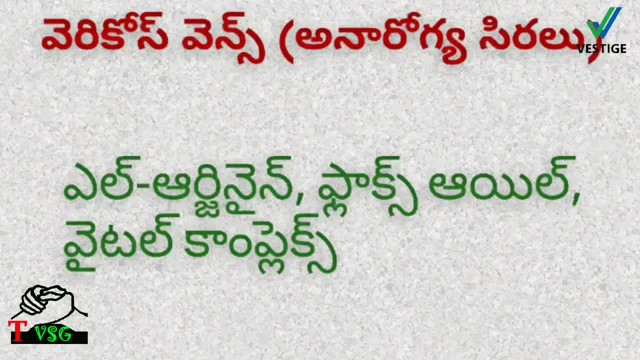 వెరికోస్ వెన్స్ (అనారోగ్య సిరలు)
VESTIGE
ఎల్-ఆర్జినైన్, ఫ్లాక్స్ ఆయిల్,
వైటల్ కాంప్లెక్స్
T VSG